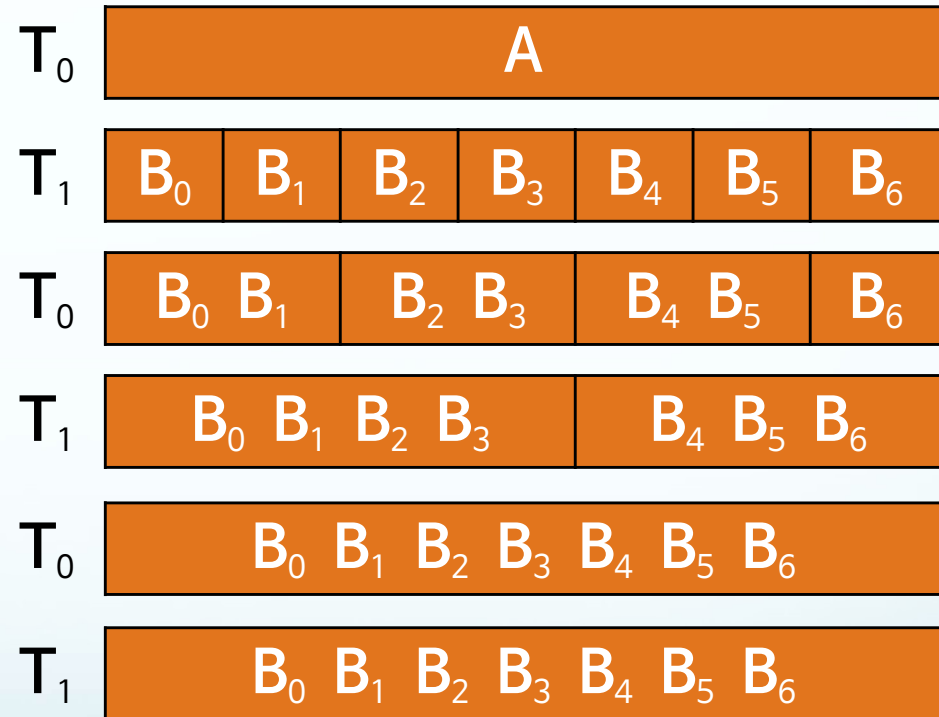 T₀ A
T₁ B₀ B₁ B₂ B₃ B₄ B₅ B₆
T₀ B₀ B₁ B₂ B₃ B₄ B₅ B₆
T₁ B₀ B₁ B₂ B₃ B₄ B₅ B₆
T₀ B₀ B₁ B₂ B₃ B₄ B₅ B₆
T₁ B₀ B₁ B₂ B₃ B₄ B₅ B₆